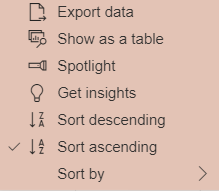 Export data
Show as a table
Spotlight
Get insights
Sort descending
Sort ascending
Sort by